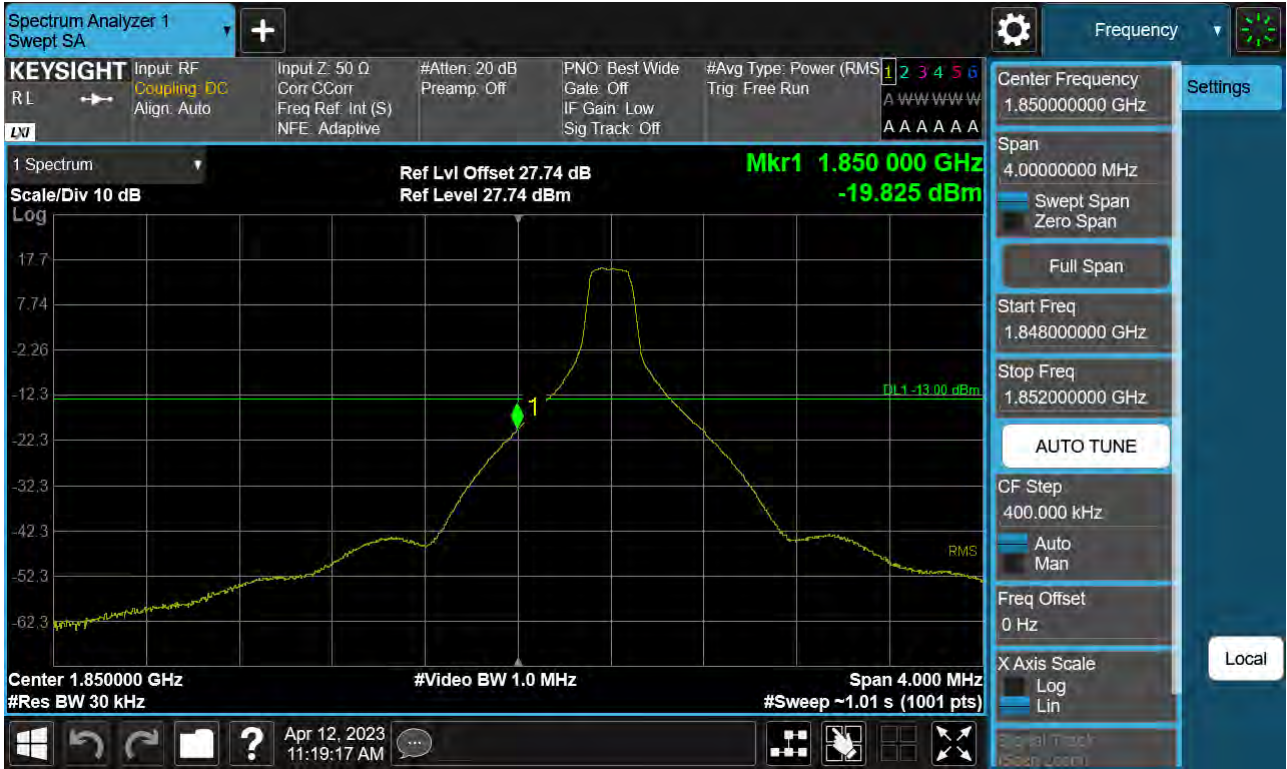 Spectrum Analyzer 1
Swept SA
Frequency
KEYSIGHT
RL
LXI
Input: RF
Coupling: DC
Align: Auto
Input Z: 50 Ω
Corr CCorr
Freq Ref: Int (S)
NFE: Adaptive
#Atten: 20 dB
Preamp: Off
PNO: Best Wide
Gate: Off
IF Gain: Low
Sig Track: Off
#Avg Type: Power (RMS
Trig: Free Run
1 2 3 4 5 6
A W W W W W
A A A A A A
1 Spectrum
Scale/Div 10 dB
Log
Ref Lvl Offset 27.74 dB
Ref Level 27.74 dBm
Mkr1 1.850 000 GHz
-19.825 dBm
17.7
7.74
-2.26
-12.3
-22.3
-32.3
-42.3
-52.3
-62.3
DL1 -13.00 dBm
1
RMS
Center 1.850000 GHz
#Res BW 30 kHz
#Video BW 1.0 MHz
Span 4.000 MHz
#Sweep ~1.01 s (1001 pts)
Center Frequency
1.850000000 GHz
Settings
Span
4.00000000 MHz
Swept Span
Zero Span
Full Span
Start Freq
1.848000000 GHz
Stop Freq
1.852000000 GHz
AUTO TUNE
CF Step
400.000 kHz
Auto
Man
Freq Offset
0 Hz
X Axis Scale
Log
Lin
Local
Signal Track
(Span Zoom)
?
Apr 12, 2023
11:19:17 AM